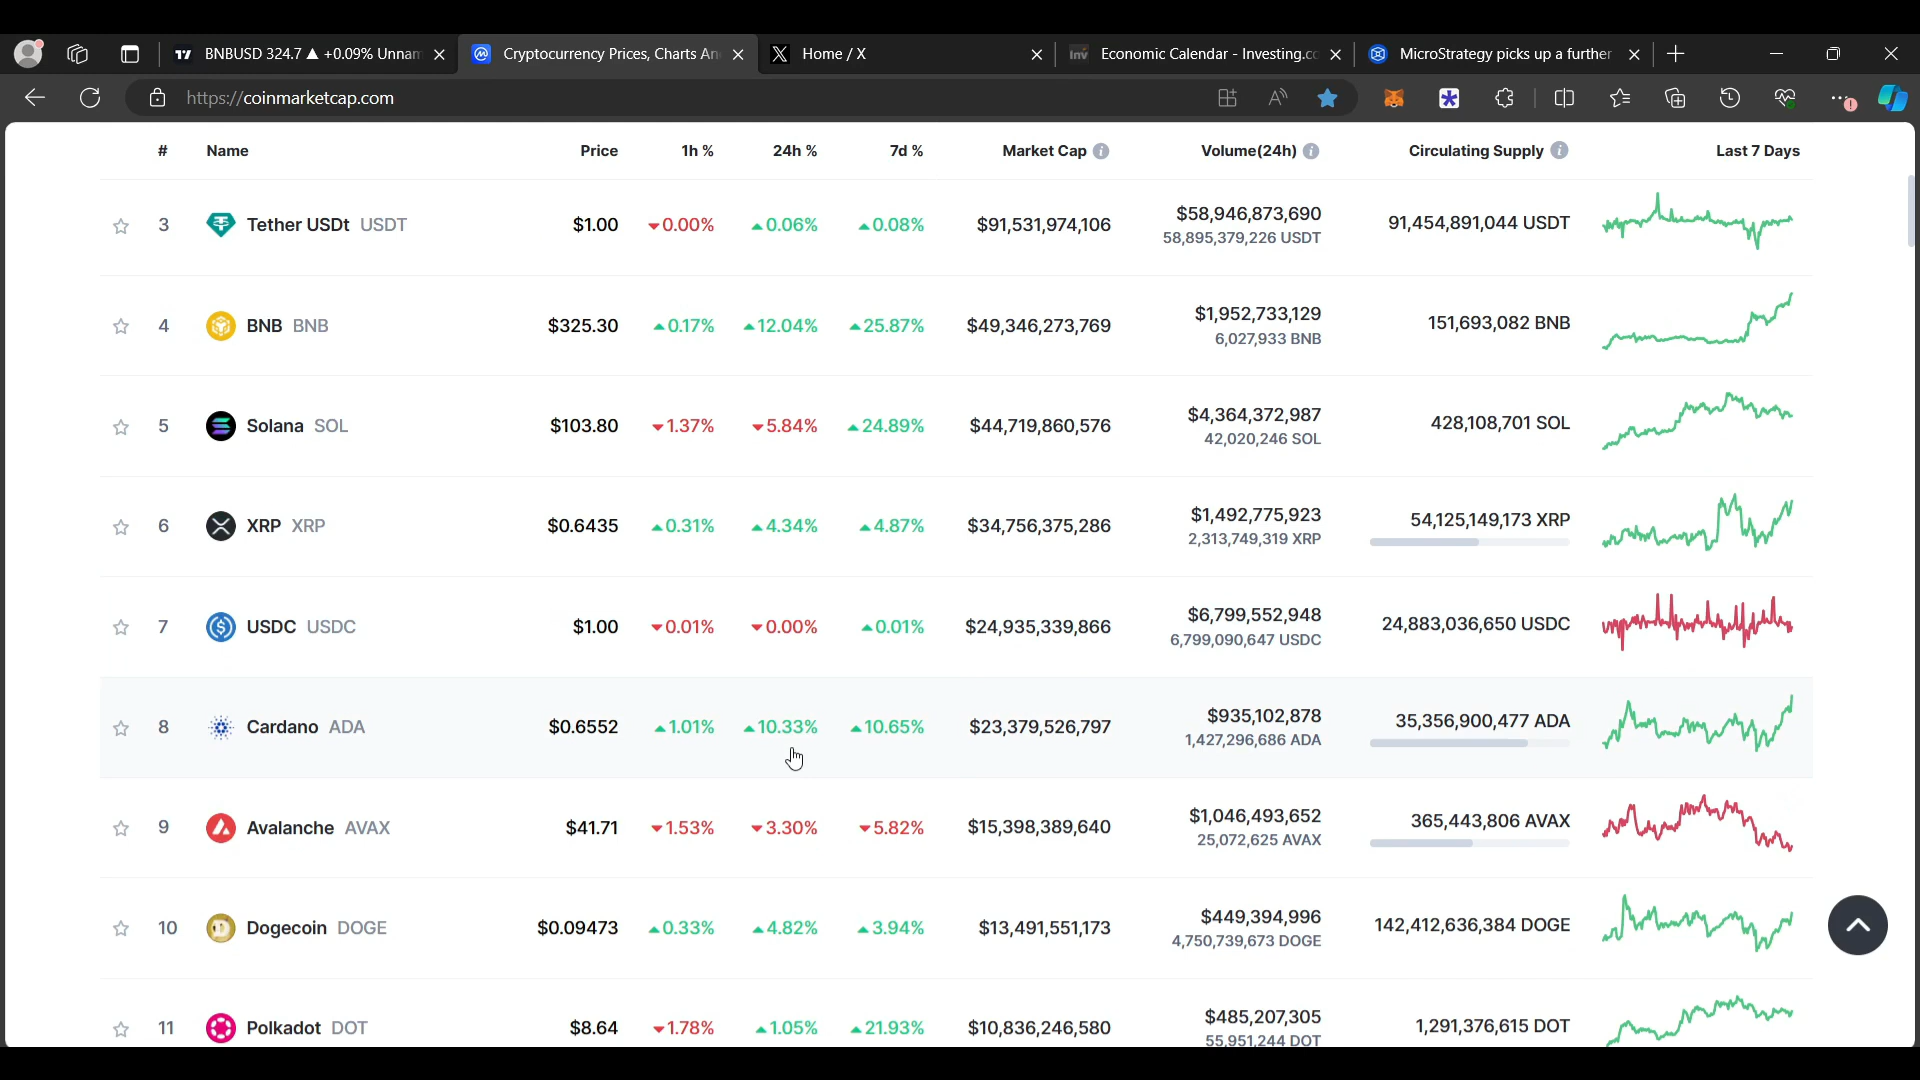 BNBUSD 324.7 ▲ +0.09% Unnam
Cryptocurrency Prices, Charts An
Home / X
Economic Calendar - Investing.co
MicroStrategy picks up a further
https://coinmarketcap.com
# Name Price 1h % 24h % 7d % Market Cap Volume(24h) Circulating Supply Last 7 Days
3 Tether USDt USDT $1.00 0.00% 0.06% 0.08% $91,531,974,106 $58,946,873,690 91,454,891,044 USDT
58,895,379,226 USDT
4 BNB BNB $325.30 0.17% 12.04% 25.87% $49,346,273,769 $1,952,733,129 151,693,082 BNB
6,027,933 BNB
5 Solana SOL $103.80 1.37% 5.84% 24.89% $44,719,860,576 $4,364,372,987 428,108,701 SOL
42,020,246 SOL
6 XRP XRP $0.6435 0.31% 4.34% 4.87% $34,756,375,286 $1,492,775,923 54,125,149,173 XRP
2,313,749,319 XRP
7 USDC USDC $1.00 0.01% 0.00% 0.01% $24,935,339,866 $6,799,552,948 24,883,036,650 USDC
6,799,090,647 USDC
8 Cardano ADA $0.6552 1.01% 10.33% 10.65% $23,379,526,797 $935,102,878 35,356,900,477 ADA
1,427,296,686 ADA
9 Avalanche AVAX $41.71 1.53% 3.30% 5.82% $15,398,389,640 $1,046,493,652 365,443,806 AVAX
25,072,625 AVAX
10 Dogecoin DOGE $0.09473 0.33% 4.82% 3.94% $13,491,551,173 $449,394,996 142,412,636,384 DOGE
4,750,739,673 DOGE
11 Polkadot DOT $8.64 1.78% 1.05% 21.93% $10,836,246,580 $485,207,305 1,291,376,615 DOT
55,951,244 DOT